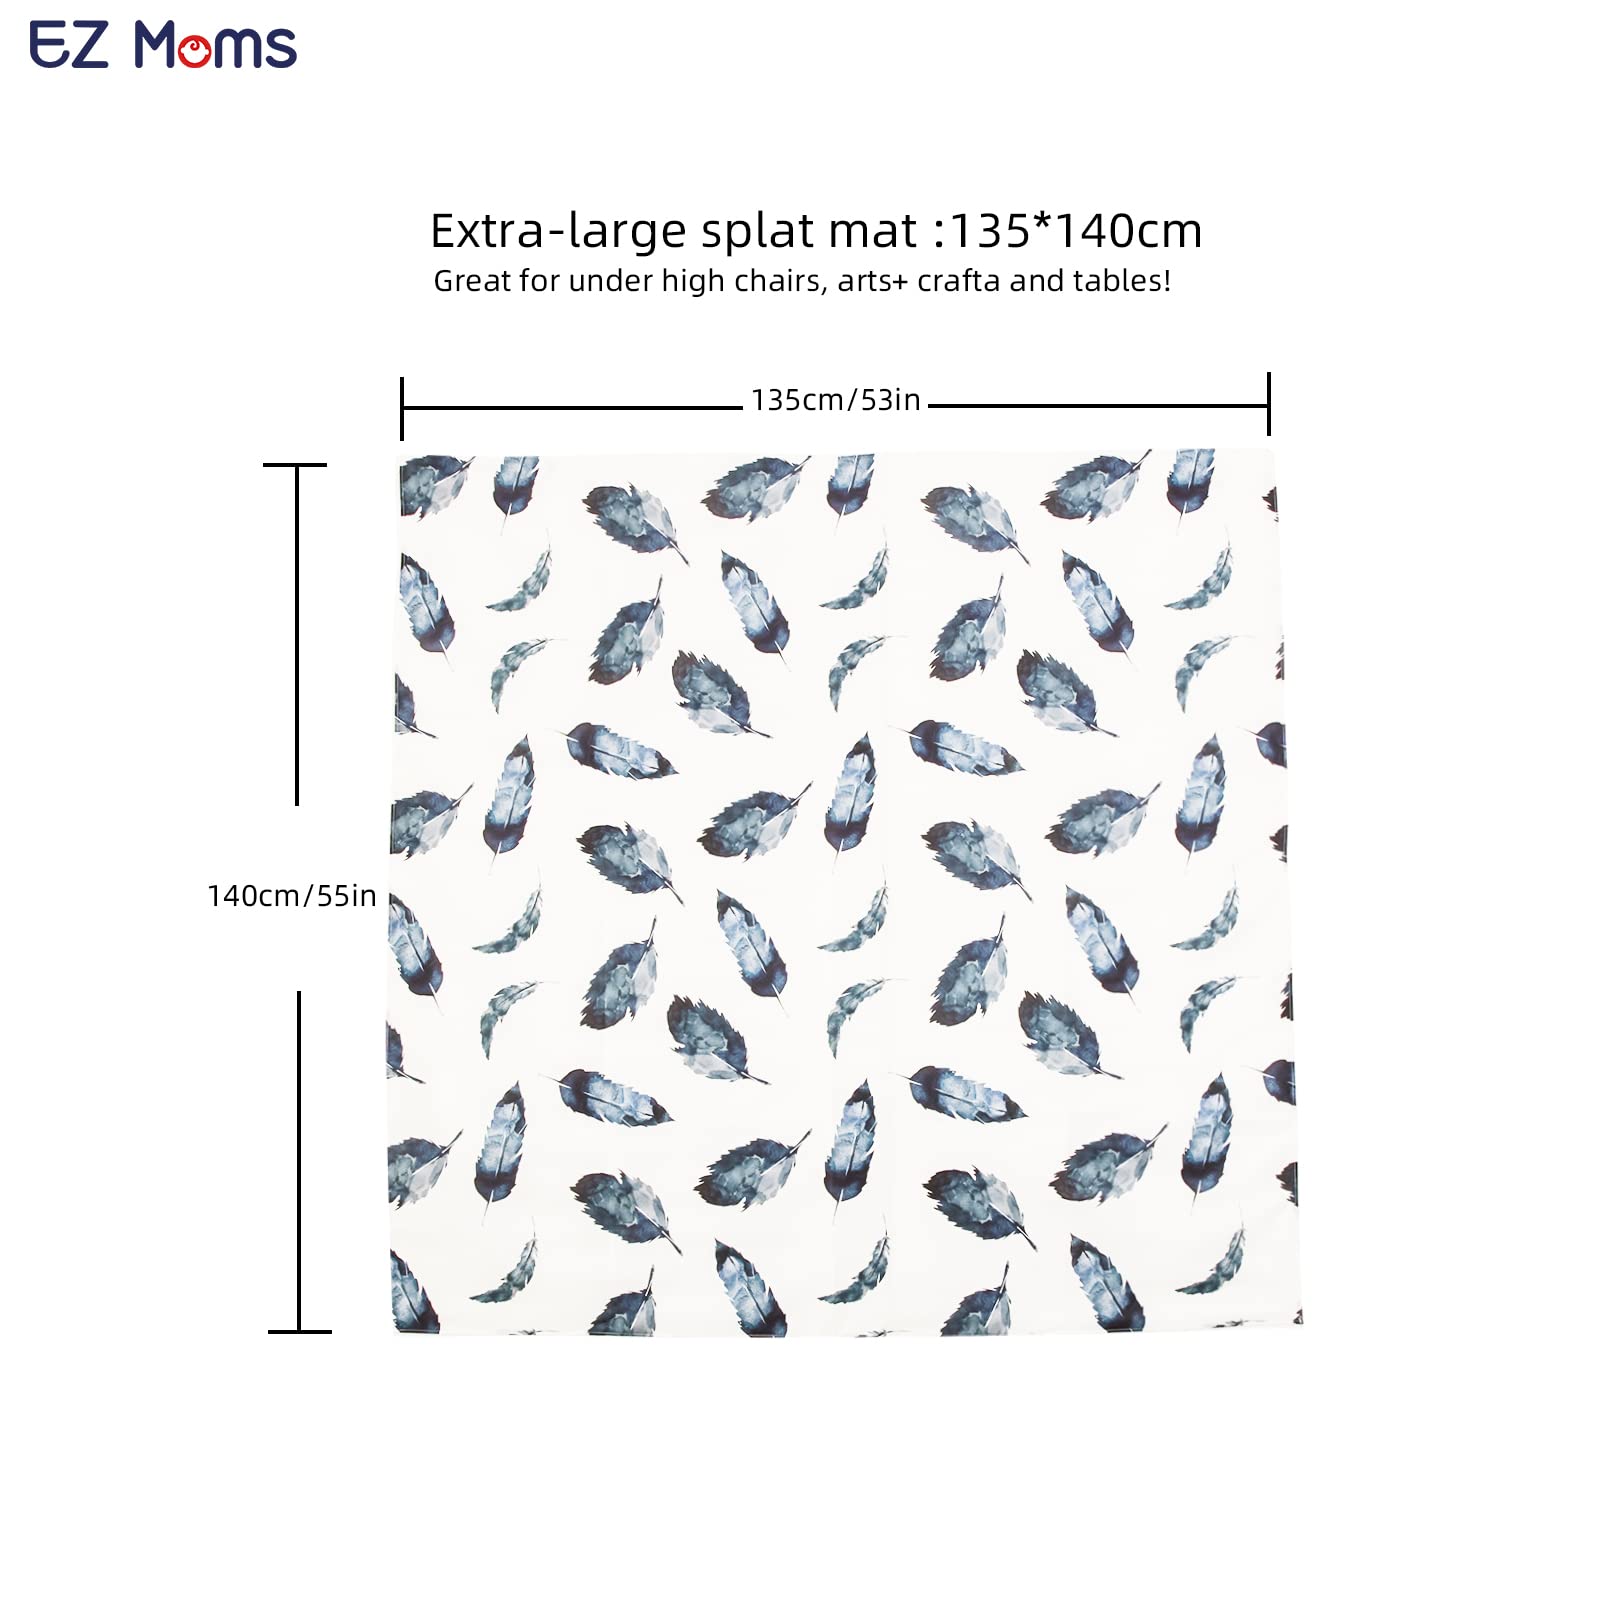 EZ Moms
Extra-large splat mat :135*140cm
Great for under high chairs, arts+ crafta and tables!
135cm/53in
140cm/55in